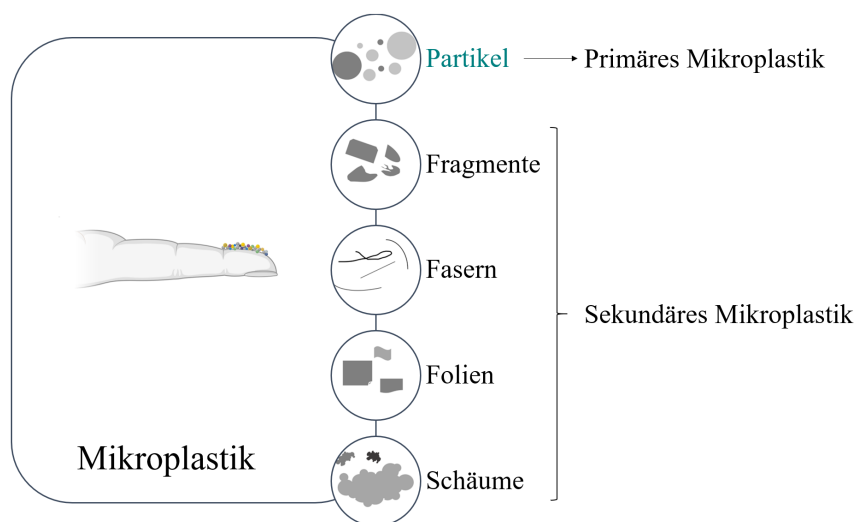 Partikel
Primäres Mikroplastik
Fragmente
Fasern
Sekundäres Mikroplastik
Folien
Mikroplastik
Schäume